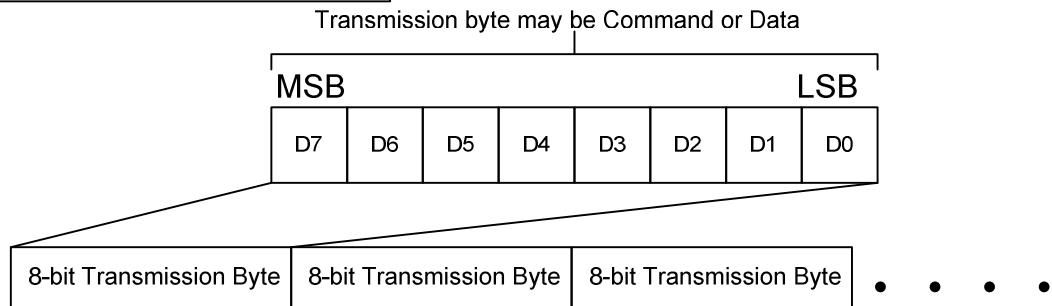 Transmission byte may be Command or Data
MSB LSB
D7 D6 D5 D4 D3 D2 D1 D0
8-bit Transmission Byte 8-bit Transmission Byte 8-bit Transmission Byte